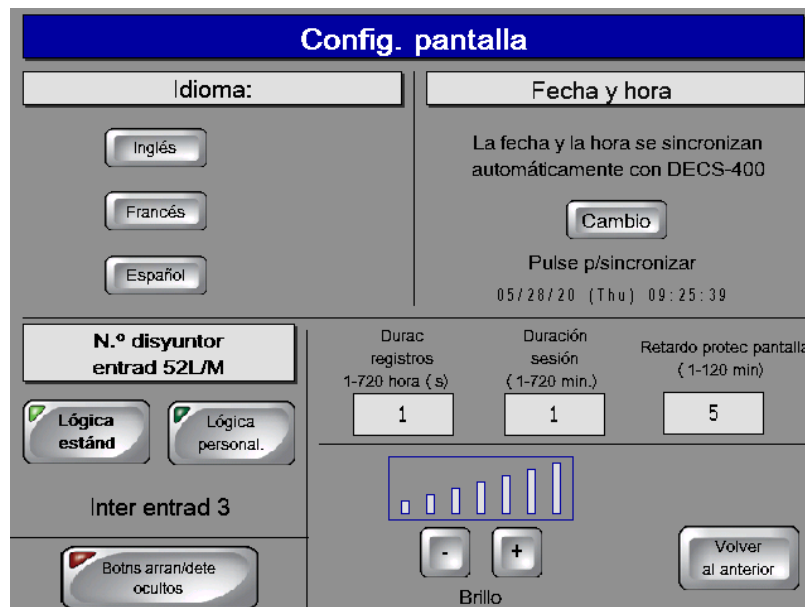 Config. pantalla
Idioma:
Inglés
Francés
Español
Fecha y hora
La fecha y la hora se sincronizan
automáticamente con DECS-400
Cambio
Pulse p/sincronizar
05/28/20 (Thu) 09:25:39
N.º disyuntor
entrad 52L/M
Lógica
estánd
Lógica
personal.
Inter entrad 3
Botns arran/dete
ocultos
Durac
registros
1-720 hora (s)
1
Duración
sesión
(1-720 min.)
1
Retardo protec pantalla
(1-120 min)
5
-
+
Brillo
Volver
al anterior